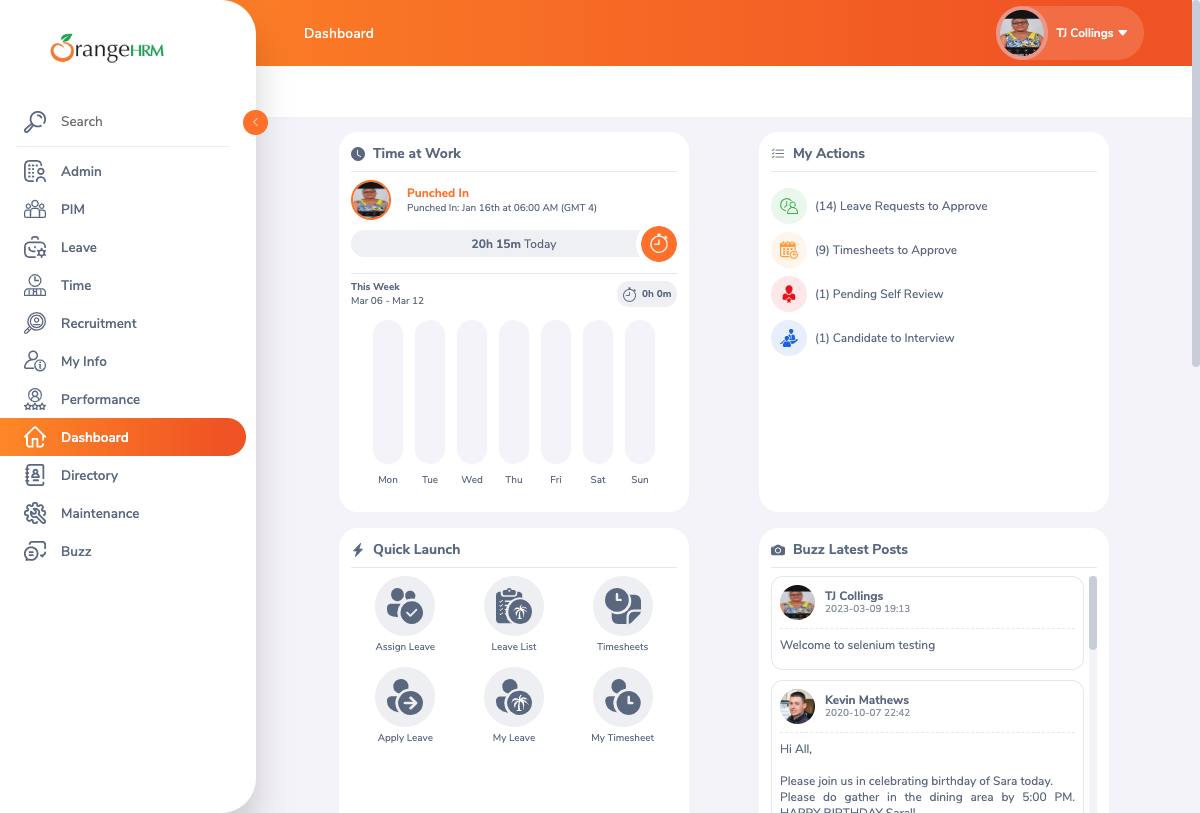 OrangeHRM
Dashboard
TJ Collings
Search
Admin
PIM
Leave
Time
Recruitment
My Info
Performance
Dashboard
Directory
Maintenance
Buzz
Time at Work
Punched In
Punched In: Jan 16th at 06:00 AM (GMT 4)
20h 15m Today
This Week
Mar 06 - Mar 12
0h 0m
Mon Tue Wed Thu Fri Sat Sun
My Actions
(14) Leave Requests to Approve
(9) Timesheets to Approve
(1) Pending Self Review
(1) Candidate to Interview
Quick Launch
Assign Leave Leave List Timesheets
Apply Leave My Leave My Timesheet
Buzz Latest Posts
TJ Collings
2023-03-09 19:13
Welcome to selenium testing
Kevin Mathews
2020-10-07 22:42
Hi All,
Please join us in celebrating birthday of Sara today.
Please do gather in the dining area by 5:00 PM.
HAPPY BIRTHDAY Sara!!